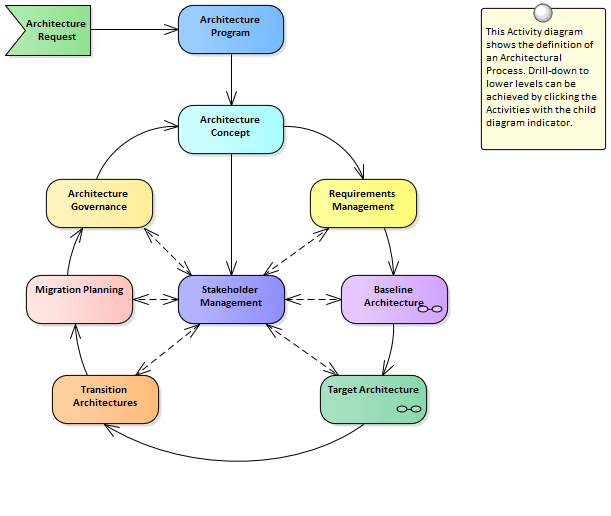 Architecture
Request
Architecture
Program
This Activity diagram
shows the definition of
an Architectural
Process. Drill-down to
lower levels can be
achieved by clicking the
Activities with the child
diagram indicator.
Architecture
Concept
Architecture
Governance
Requirements
Management
Migration Planning
Stakeholder
Management
Baseline
Architecture
Transition
Architectures
Target Architecture